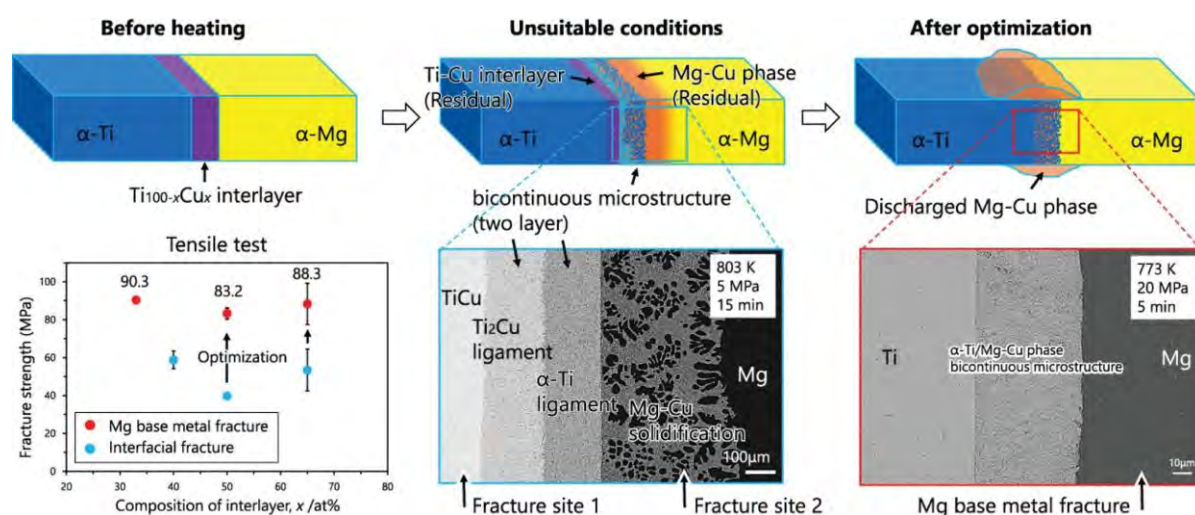 Before heating
Unsuitable conditions
After optimization
α-Ti
α-Mg
Ti100-xCux interlayer
Ti-Cu interlayer
(Residual)
Mg-Cu phase
(Residual)
α-Ti
α-Mg
bicontinuous microstructure
(two layer)
α-Ti
α-Mg
Discharged Mg-Cu phase
Tensile test
Fracture strength (MPa)
100
80
60
40
20
0
90.3
83.2
88.3
Optimization
Mg base metal fracture
Interfacial fracture
20 30 40 50 60 70 80
Composition of interlayer, x /at%
803 K
5 MPa
15 min
TiCu
Ti2Cu
ligament
α-Ti
ligament
Mg-Cu
solidification
Mg
100μm
Fracture site 1
Fracture site 2
773 K
20 MPa
5 min
Ti
α-Ti/Mg-Cu phase
bicontinuous microstructure
Mg
10μm
Mg base metal fracture